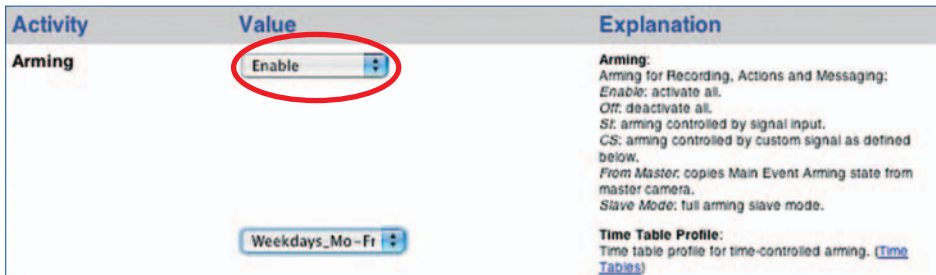 Activity Value Explanation
Arming
Enable
Arming:
Arming for Recording, Actions and Messaging:
Enable: activate all.
Off: deactivate all.
SI: arming controlled by signal input.
CS: arming controlled by custom signal as defined
below.
From Master: copies Main Event Arming state from
master camera.
Slave Mode: full arming slave mode.
Weekdays_Mo-Fr
Time Table Profile:
Time table profile for time-controlled arming. (Time
Tables)